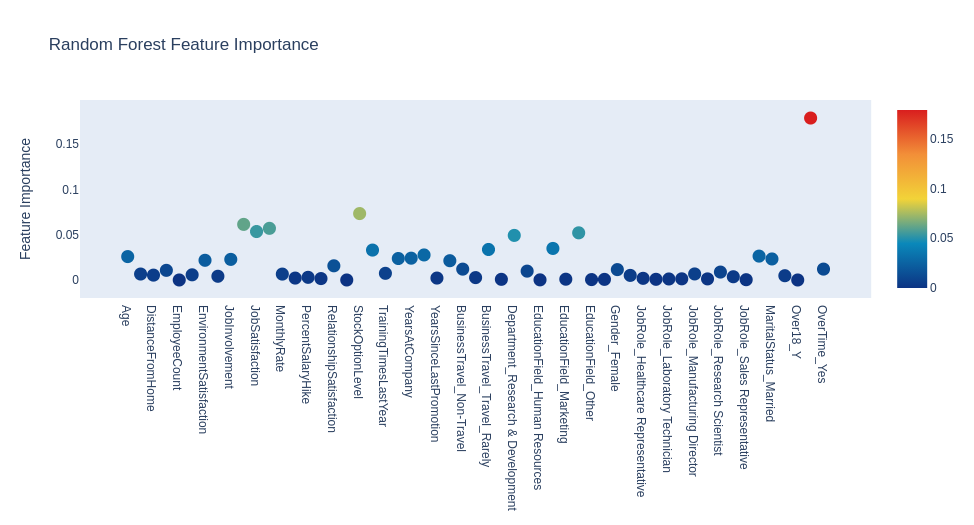 Random Forest Feature Importance
Feature Importance
0.15
0.1
0.05
0
0.15
0.1
0.05
0
Age
DistanceFromHome
EmployeeCount
EnvironmentSatisfaction
JobInvolvement
JobSatisfaction
MonthlyRate
PercentSalaryHike
RelationshipSatisfaction
StockOptionLevel
TrainingTimesLastYear
YearsAtCompany
YearsSinceLastPromotion
BusinessTravel_Non-Travel
BusinessTravel_Travel_Rarely
Department_Research & Development
EducationField_Human Resources
EducationField_Marketing
EducationField_Other
Gender_Female
JobRole_Healthcare Representative
JobRole_Laboratory Technician
JobRole_Manufacturing Director
JobRole_Research Scientist
JobRole_Sales Representative
MaritalStatus_Married
Over18_Y
OverTime_Yes